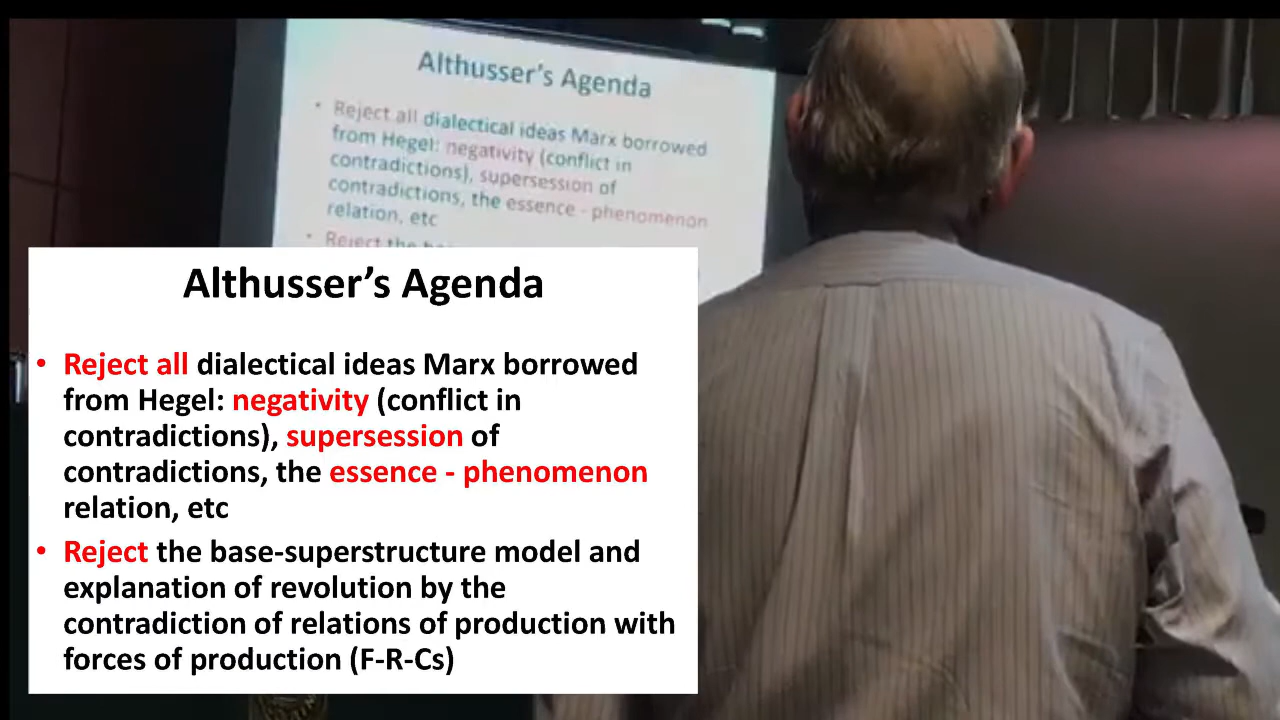 Althusser's Agenda
• Reject all dialectical ideas Marx borrowed
from Hegel: negativity (conflict in
contradictions), supersession of
contradictions, the essence - phenomenon
relation, etc
• Reject the
Althusser’s Agenda
• Reject all dialectical ideas Marx borrowed
from Hegel: negativity (conflict in
contradictions), supersession of
contradictions, the essence - phenomenon
relation, etc
• Reject the base-superstructure model and
explanation of revolution by the
contradiction of relations of production with
forces of production (F-R-Cs)